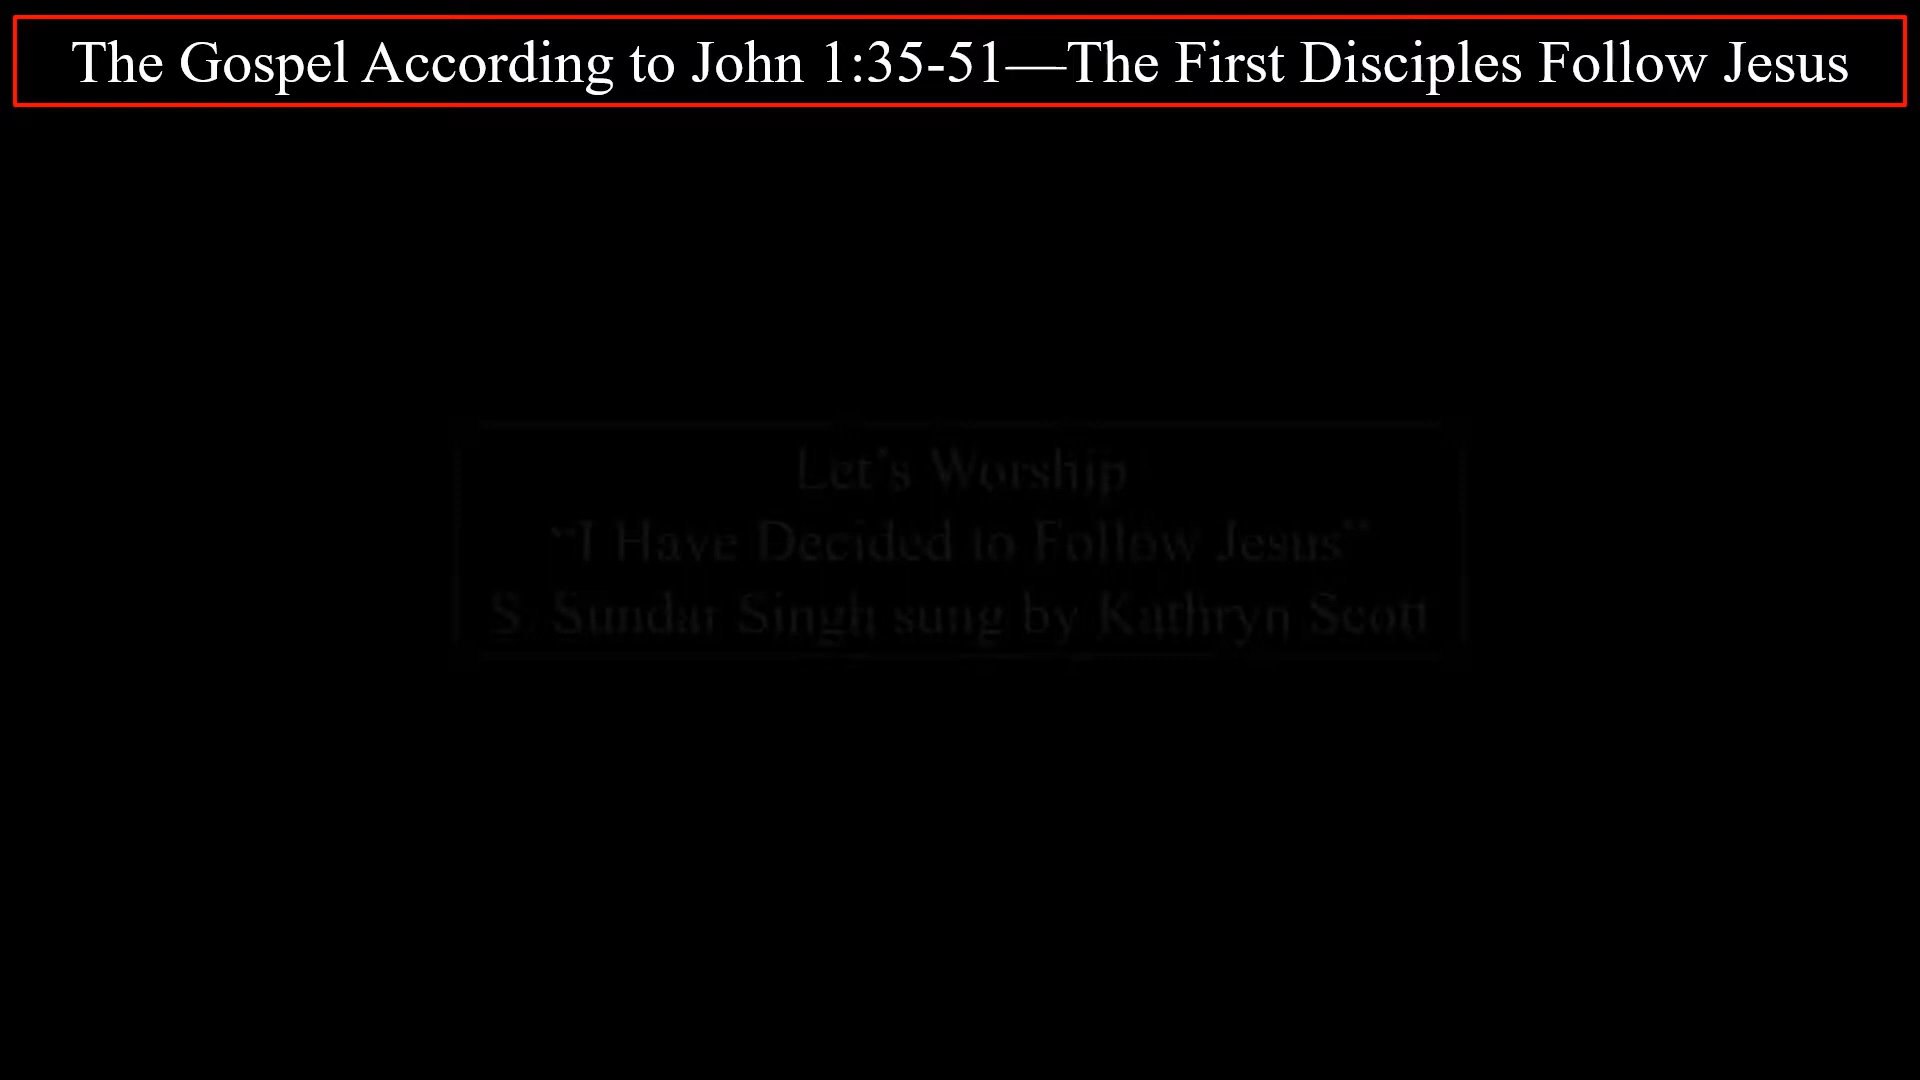 The Gospel According to John 1:35-51—The First Disciples Follow Jesus
Let’s Worship
“I Have Decided to Follow Jesus”
S. Sundar Singh sung by Kathryn Scott